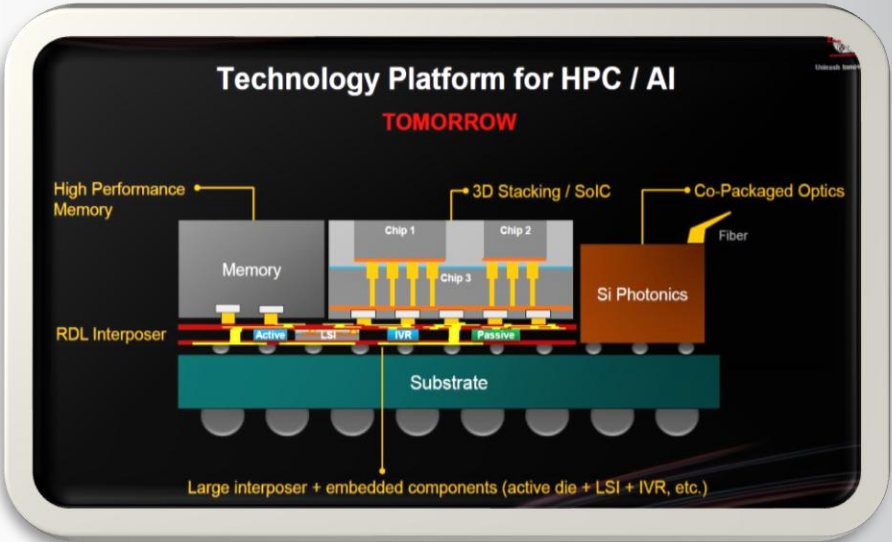 Technology Platform for HPC / AI
TOMORROW
High Performance
Memory
3D Stacking / SoIC
Co-Packaged Optics
Fiber
Chip 1
Chip 2
Chip 3
Memory
Si Photonics
RDL Interposer
Active
LSI
IVR
Passive
Substrate
Large interposer + embedded components (active die + LSI + IVR, etc.)